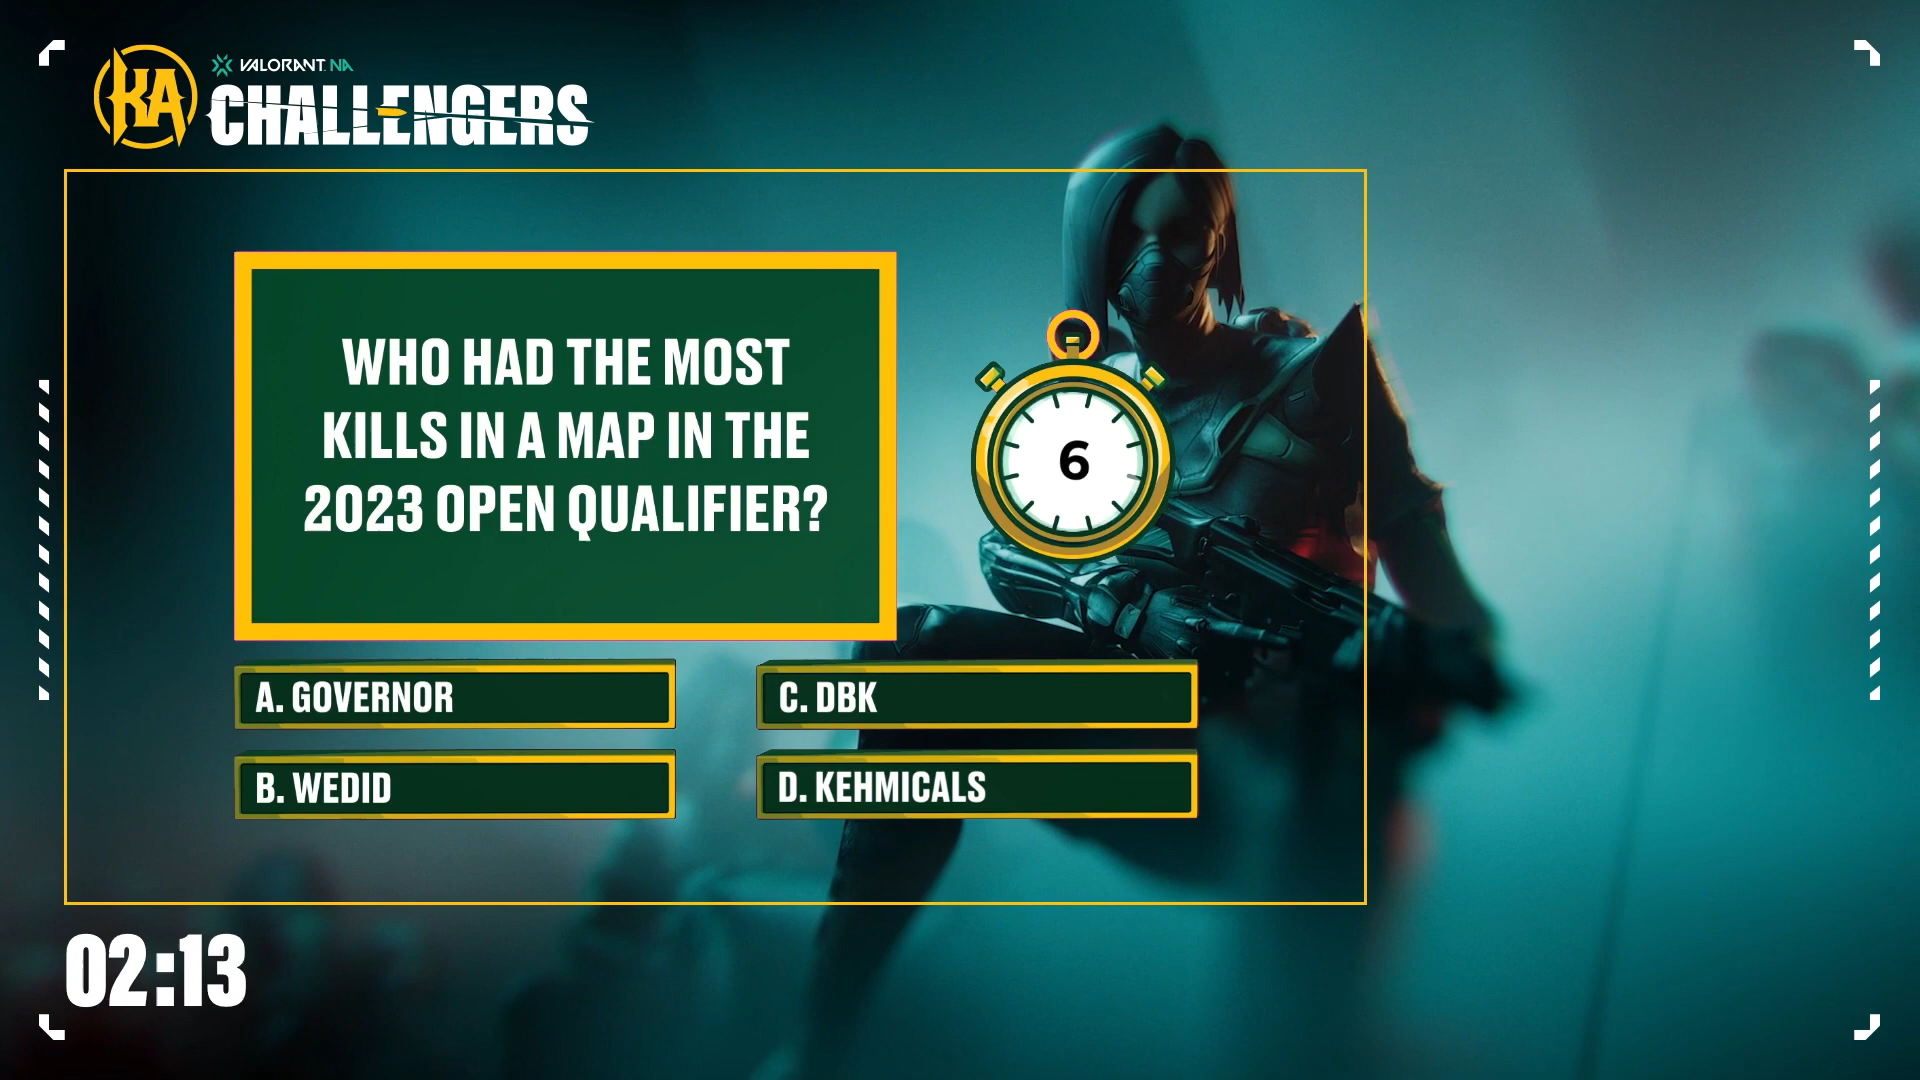 KA
VALORANT NA
CHALLENGERS
WHO HAD THE MOST
KILLS IN A MAP IN THE
2023 OPEN QUALIFIER?
6
A. GOVERNOR
C. DBK
B. WEDID
D. KEHMICALS
02:13